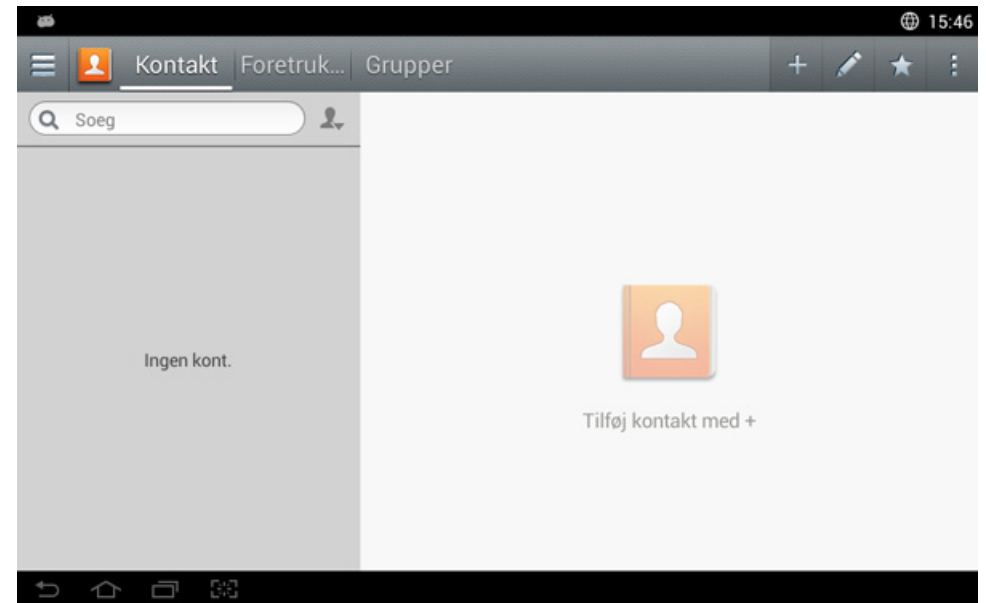 15:46
Kontakt Foretruk... Grupper
Soeg
Ingen kont.
Tilføj kontakt med +